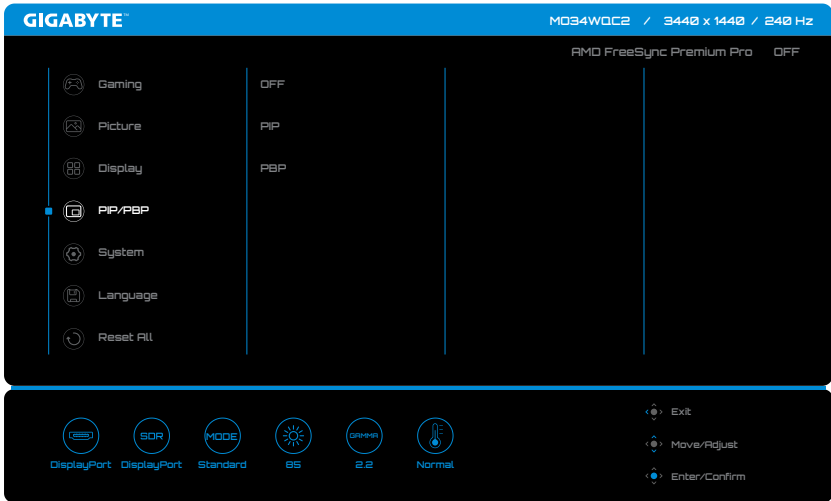 GIGABYTE™
MO34WQC2 / 3440 x 1440 / 240 Hz
AMD FreeSync Premium Pro OFF
Gaming OFF
Picture PIP
Display PBP
PIP/PBP
System
Language
Reset All
SDR MODE GAMMA
DisplayPort DisplayPort Standard 85 2.2 Normal
Exit
Move/Adjust
Enter/Confirm